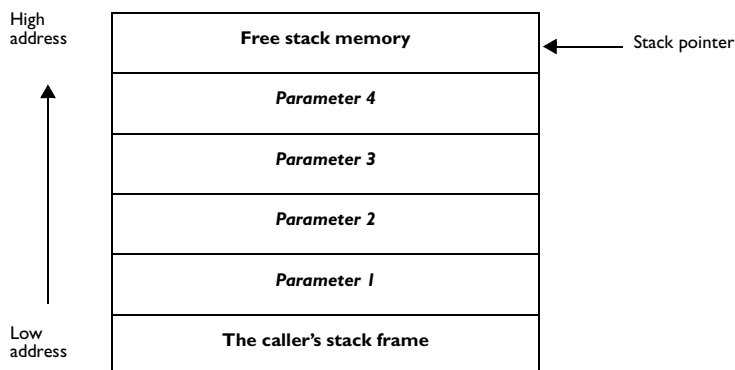 High
address
Free stack memory
Stack pointer
Parameter 4
Parameter 3
Parameter 2
Parameter 1
Low
address
The caller's stack frame